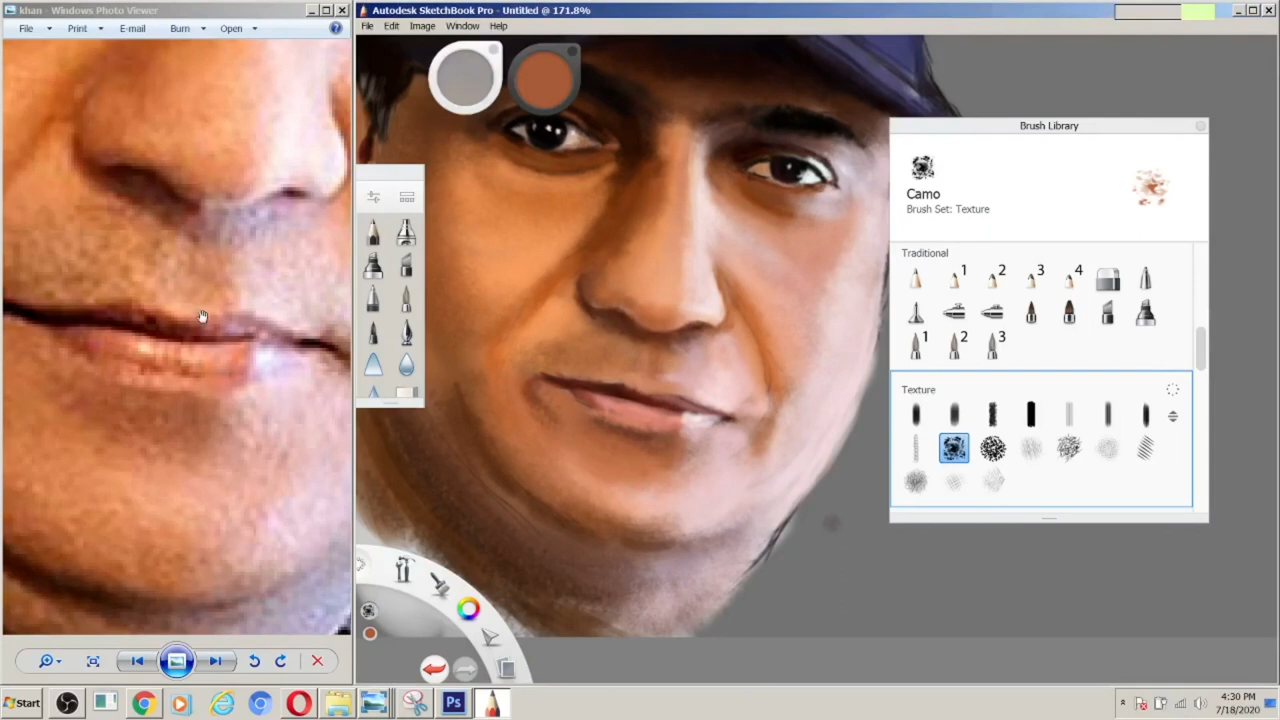 khan - Windows Photo Viewer
File Print E-mail Burn Open
Autodesk SketchBook Pro - Untitled @ 171.8%
File Edit Image Window Help
Brush Library
Camo
Brush Set: Texture
Traditional
1 2 3 4
1 2 3
Texture
Start
Ps
4:30 PM
7/18/2020